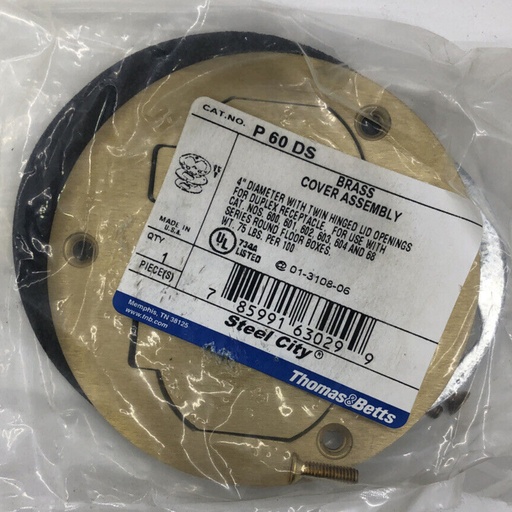 CAT.NO. P 60 DS
BRASS
COVER ASSEMBLY
4" DIAMETER WITH TWIN HINGED LID OPENINGS
FOR DUPLEX RECEPTACLE. FOR USE WITH
CAT. NOS. 600, 601, 602, 603, 604 AND 68
SERIES ROUND FLOOR BOXES.
WT. 75 LBS. PER 100
MADE IN
U.S.A.
UL
734A
LISTED
01-3108-06
QTY
1
PIECE(S)
7 85991 63029 9
Memphis, TN 38125
www.tnb.com
Steel City®
Thomas&Betts